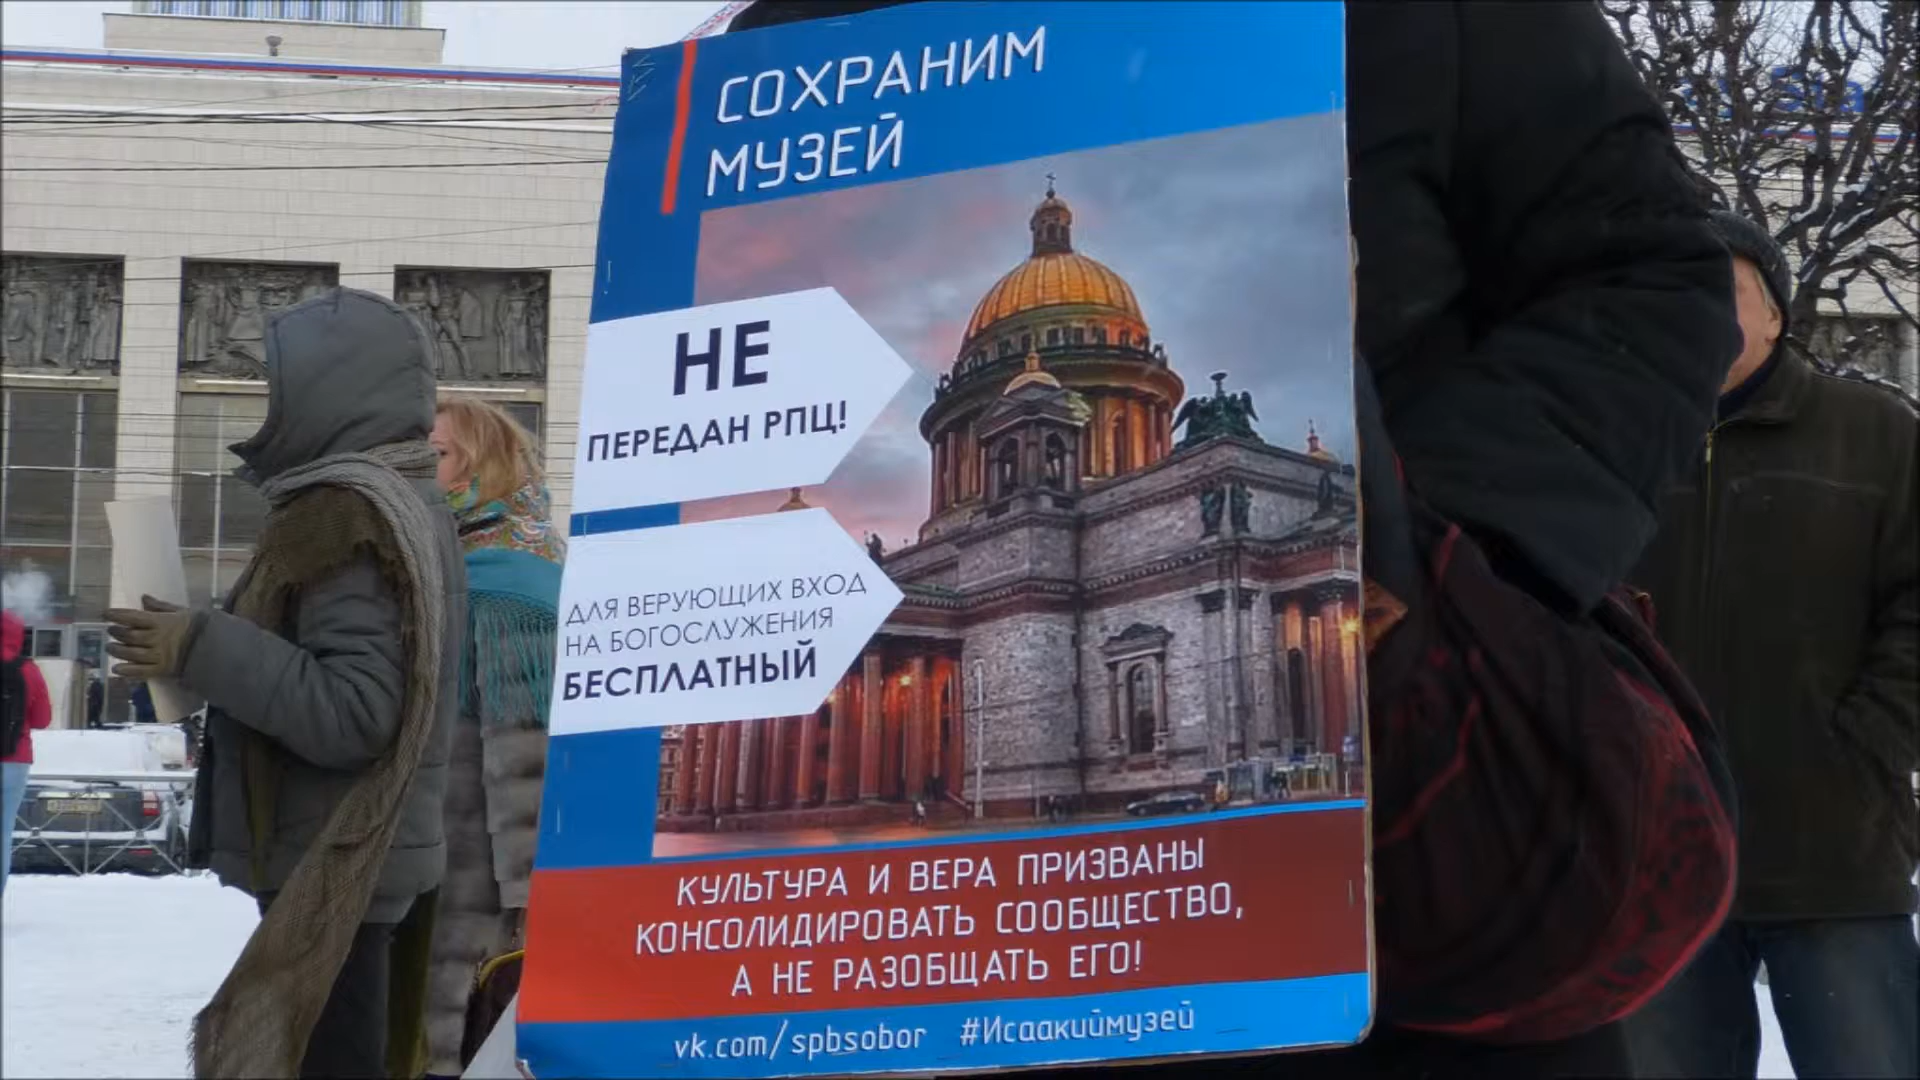 СОХРАНИМ
МУЗЕЙ
НЕ
ПЕРЕДАН РПЦ!
ДЛЯ ВЕРУЮЩИХ ВХОД
НА БОГОСЛУЖЕНИЯ
БЕСПЛАТНЫЙ
КУЛЬТУРА И ВЕРА ПРИЗВАНЫ
КОНСОЛИДИРОВАТЬ СООБЩЕСТВО,
А НЕ РАЗОБЩАТЬ ЕГО!
vk.com/spbsobor #Исаакиймузей